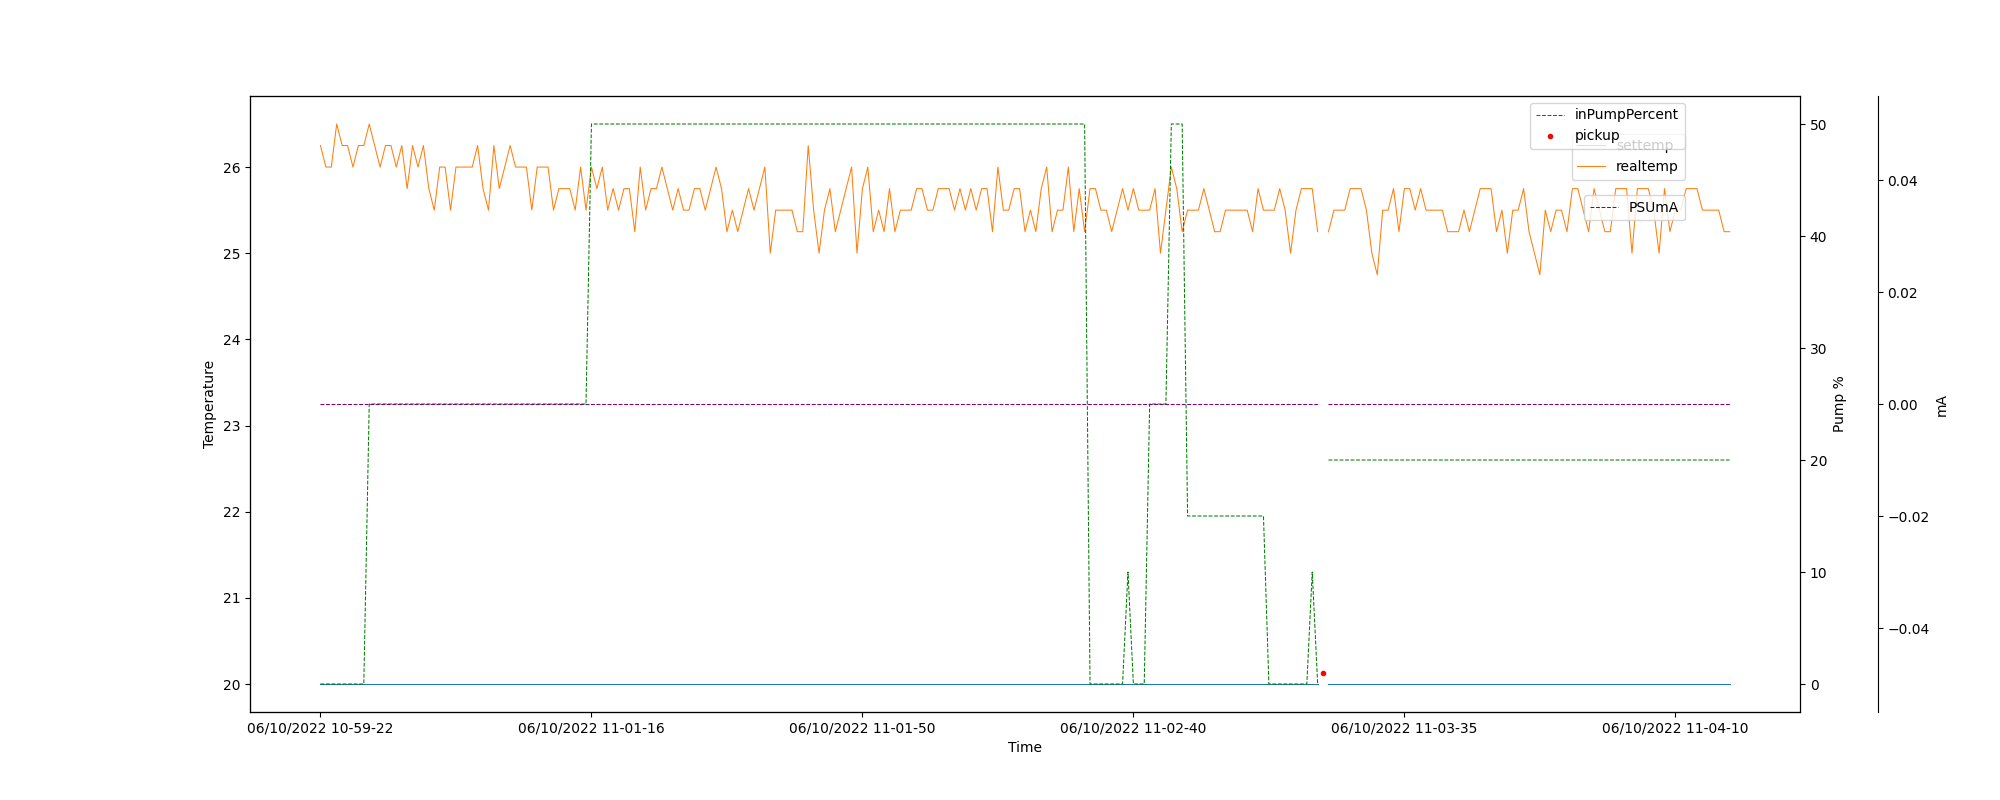 inPumpPercent
pickup
settemp
realtemp
PSUmA
Temperature
26
25
24
23
22
21
20
50
40
30
20
10
0
Pump %
0.04
0.02
0.00
−0.02
−0.04
mA
06/10/2022 10-59-22
06/10/2022 11-01-16
06/10/2022 11-01-50
06/10/2022 11-02-40
06/10/2022 11-03-35
06/10/2022 11-04-10
Time